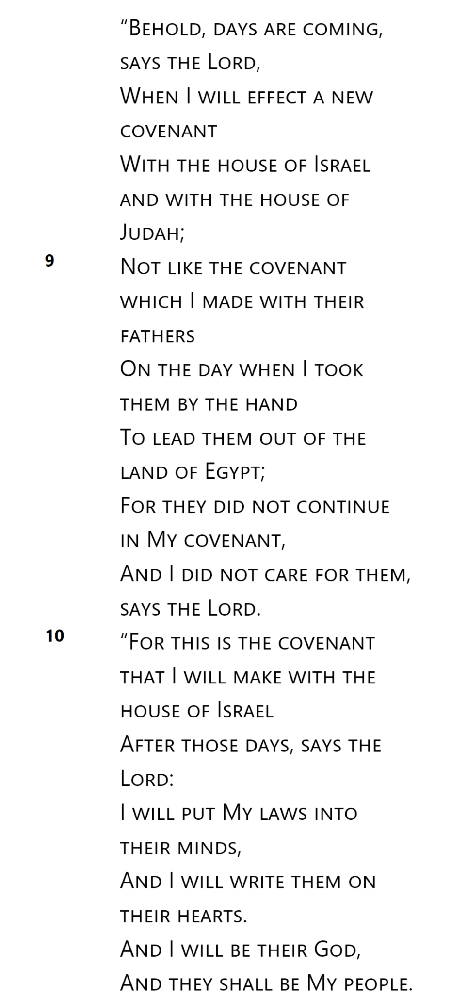 “Behold, days are coming,
says the Lord,
When I will effect a new
covenant
With the house of Israel
and with the house of
Judah;
9 Not like the covenant
which I made with their
fathers
On the day when I took
them by the hand
To lead them out of the
land of Egypt;
For they did not continue
in My covenant,
And I did not care for them,
says the Lord.
10 “For this is the covenant
that I will make with the
house of Israel
After those days, says the
Lord:
I will put My laws into
their minds,
And I will write them on
their hearts.
And I will be their God,
And they shall be My people.